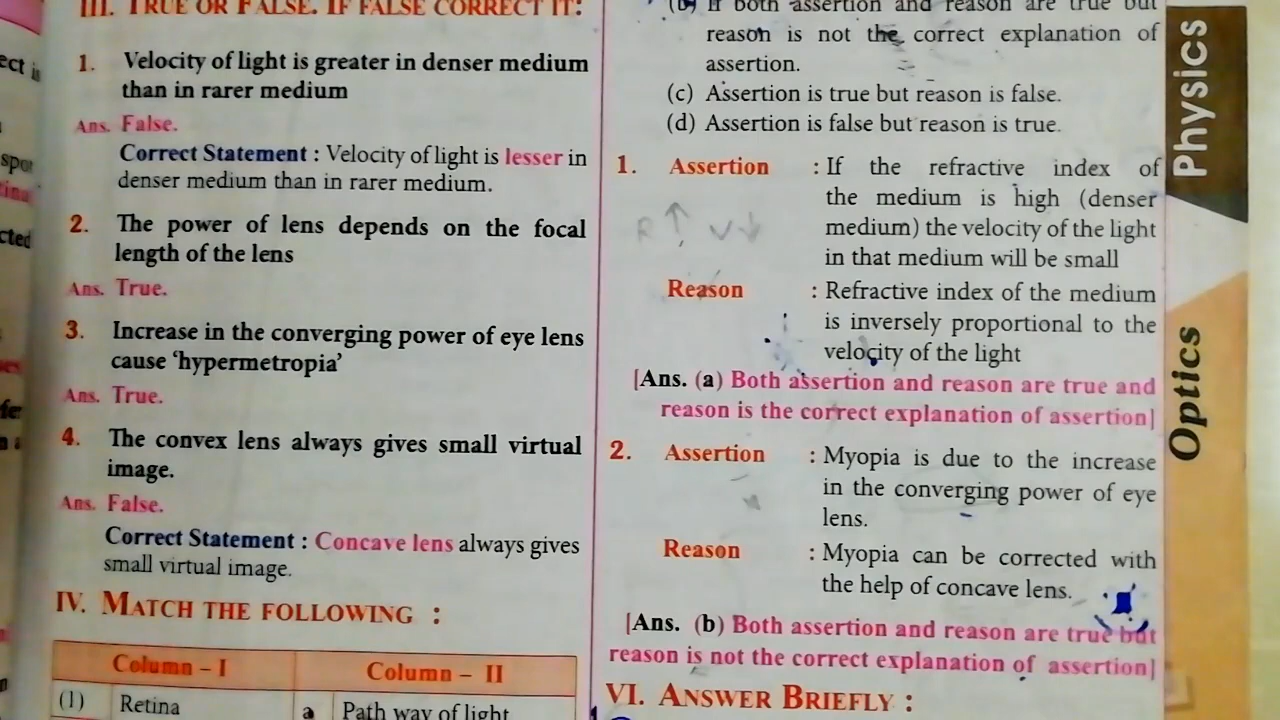 III. TRUE OR FALSE. IF FALSE CORRECT IT:
1. Velocity of light is greater in denser medium
than in rarer medium
Ans. False.
Correct Statement : Velocity of light is lesser in
denser medium than in rarer medium.
2. The power of lens depends on the focal
length of the lens
Ans. True.
3. Increase in the converging power of eye lens
cause ‘hypermetropia’
Ans. True.
4. The convex lens always gives small virtual
image.
Ans. False.
Correct Statement : Concave lens always gives
small virtual image.
IV. MATCH THE FOLLOWING :
Column – I Column – II
(1) Retina a Path way of light
(b) If both assertion and reason are true but
reason is not the correct explanation of
assertion.
(c) Assertion is true but reason is false.
(d) Assertion is false but reason is true.
1. Assertion : If the refractive index of
the medium is high (denser
medium) the velocity of the light
in that medium will be small
R ↑ V↓
Reason : Refractive index of the medium
is inversely proportional to the
velocity of the light
[Ans. (a) Both assertion and reason are true and
reason is the correct explanation of assertion]
2. Assertion : Myopia is due to the increase
in the converging power of eye
lens.
Reason : Myopia can be corrected with
the help of concave lens.
[Ans. (b) Both assertion and reason are true but
reason is not the correct explanation of assertion]
VI. ANSWER BRIEFLY :
Physics
Optics